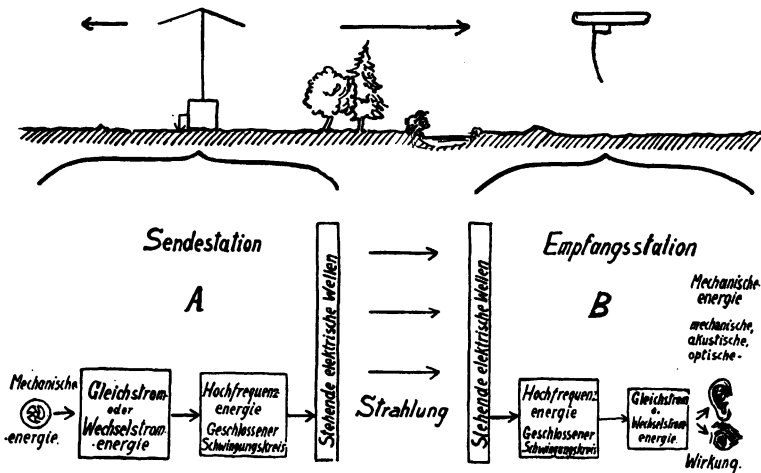 Sendestation
A
Mechanische
-energie.
Gleichstrom-
oder
Wechselstrom-
energie
Hochfrequenz
energie
Geschlossener
Schwingungskreis
Stehende elektrische Wellen
Strahlung
Stehende elektrische Wellen
Empfangsstation
B
Hochfrequenz
energie
Geschlossener
Schwingungskreis
Gleichstrom
o.
Wechselstrom-
energie.
Mechanische-
energie
mechanische,
akustische,
optische-
Wirkung.